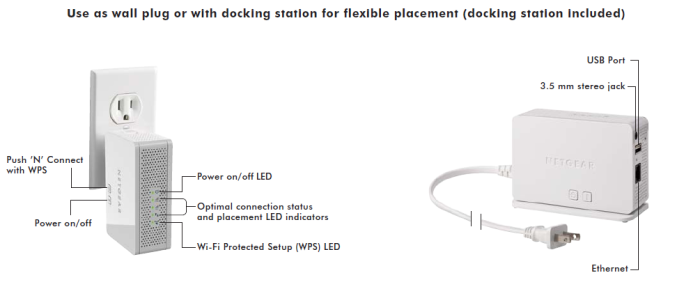 Use as wall plug or with docking station for flexible placement (docking station included)
Push 'N' Connect
with WPS
Power on/off
NETGEAR
Power on/off LED
Optimal connection status
and placement LED indicators
Wi-Fi Protected Setup (WPS) LED
USB Port
3.5 mm stereo jack
NETGEAR
Ethernet